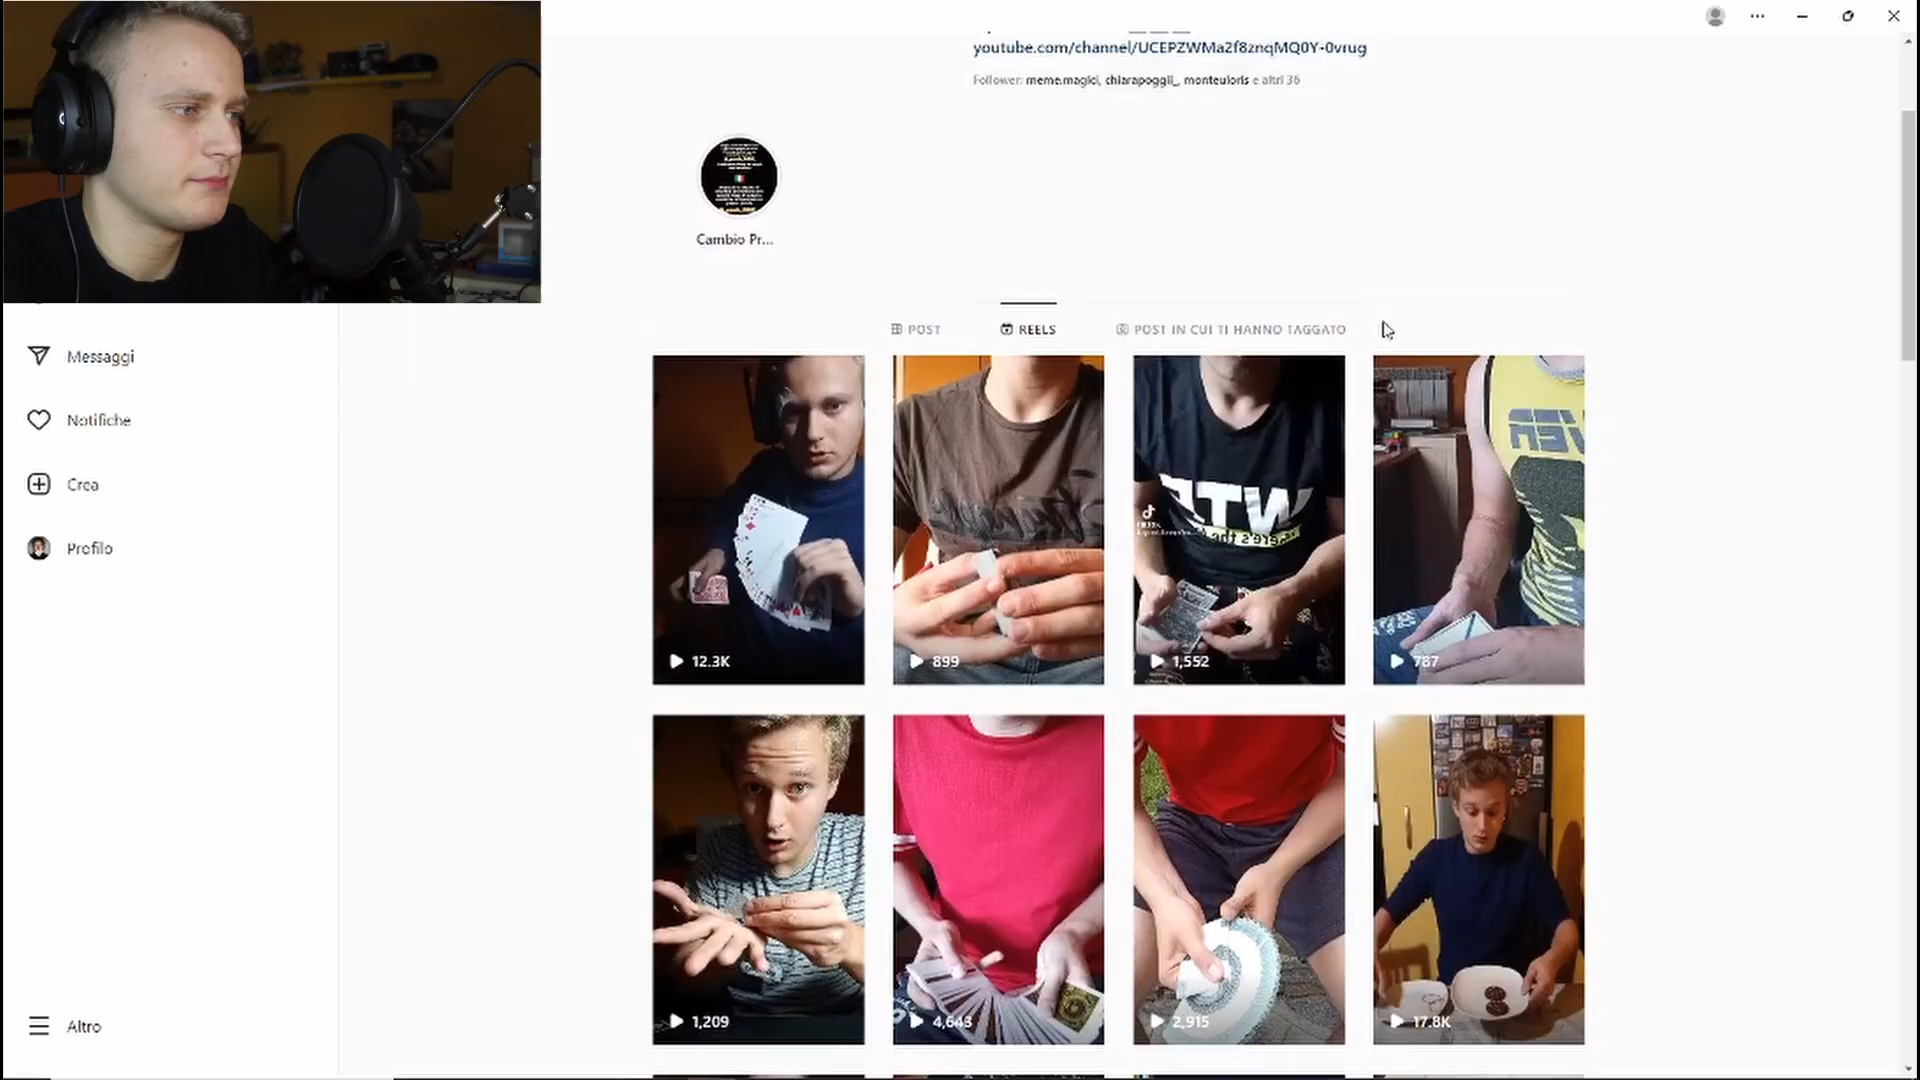 youtube.com/channel/UCEPZWMa2f8znqMQ0Y-0vrug
Follower: meme.magici, chiarapoggii_, monteuloris e altri 36
Cambio Pr...
POST
REELS
POST IN CUI TI HANNO TAGGATO
Messaggi
Notifiche
Crea
Profilo
Altro
12.3K
899
1,552
787
1,209
4,643
2,915
17.8K